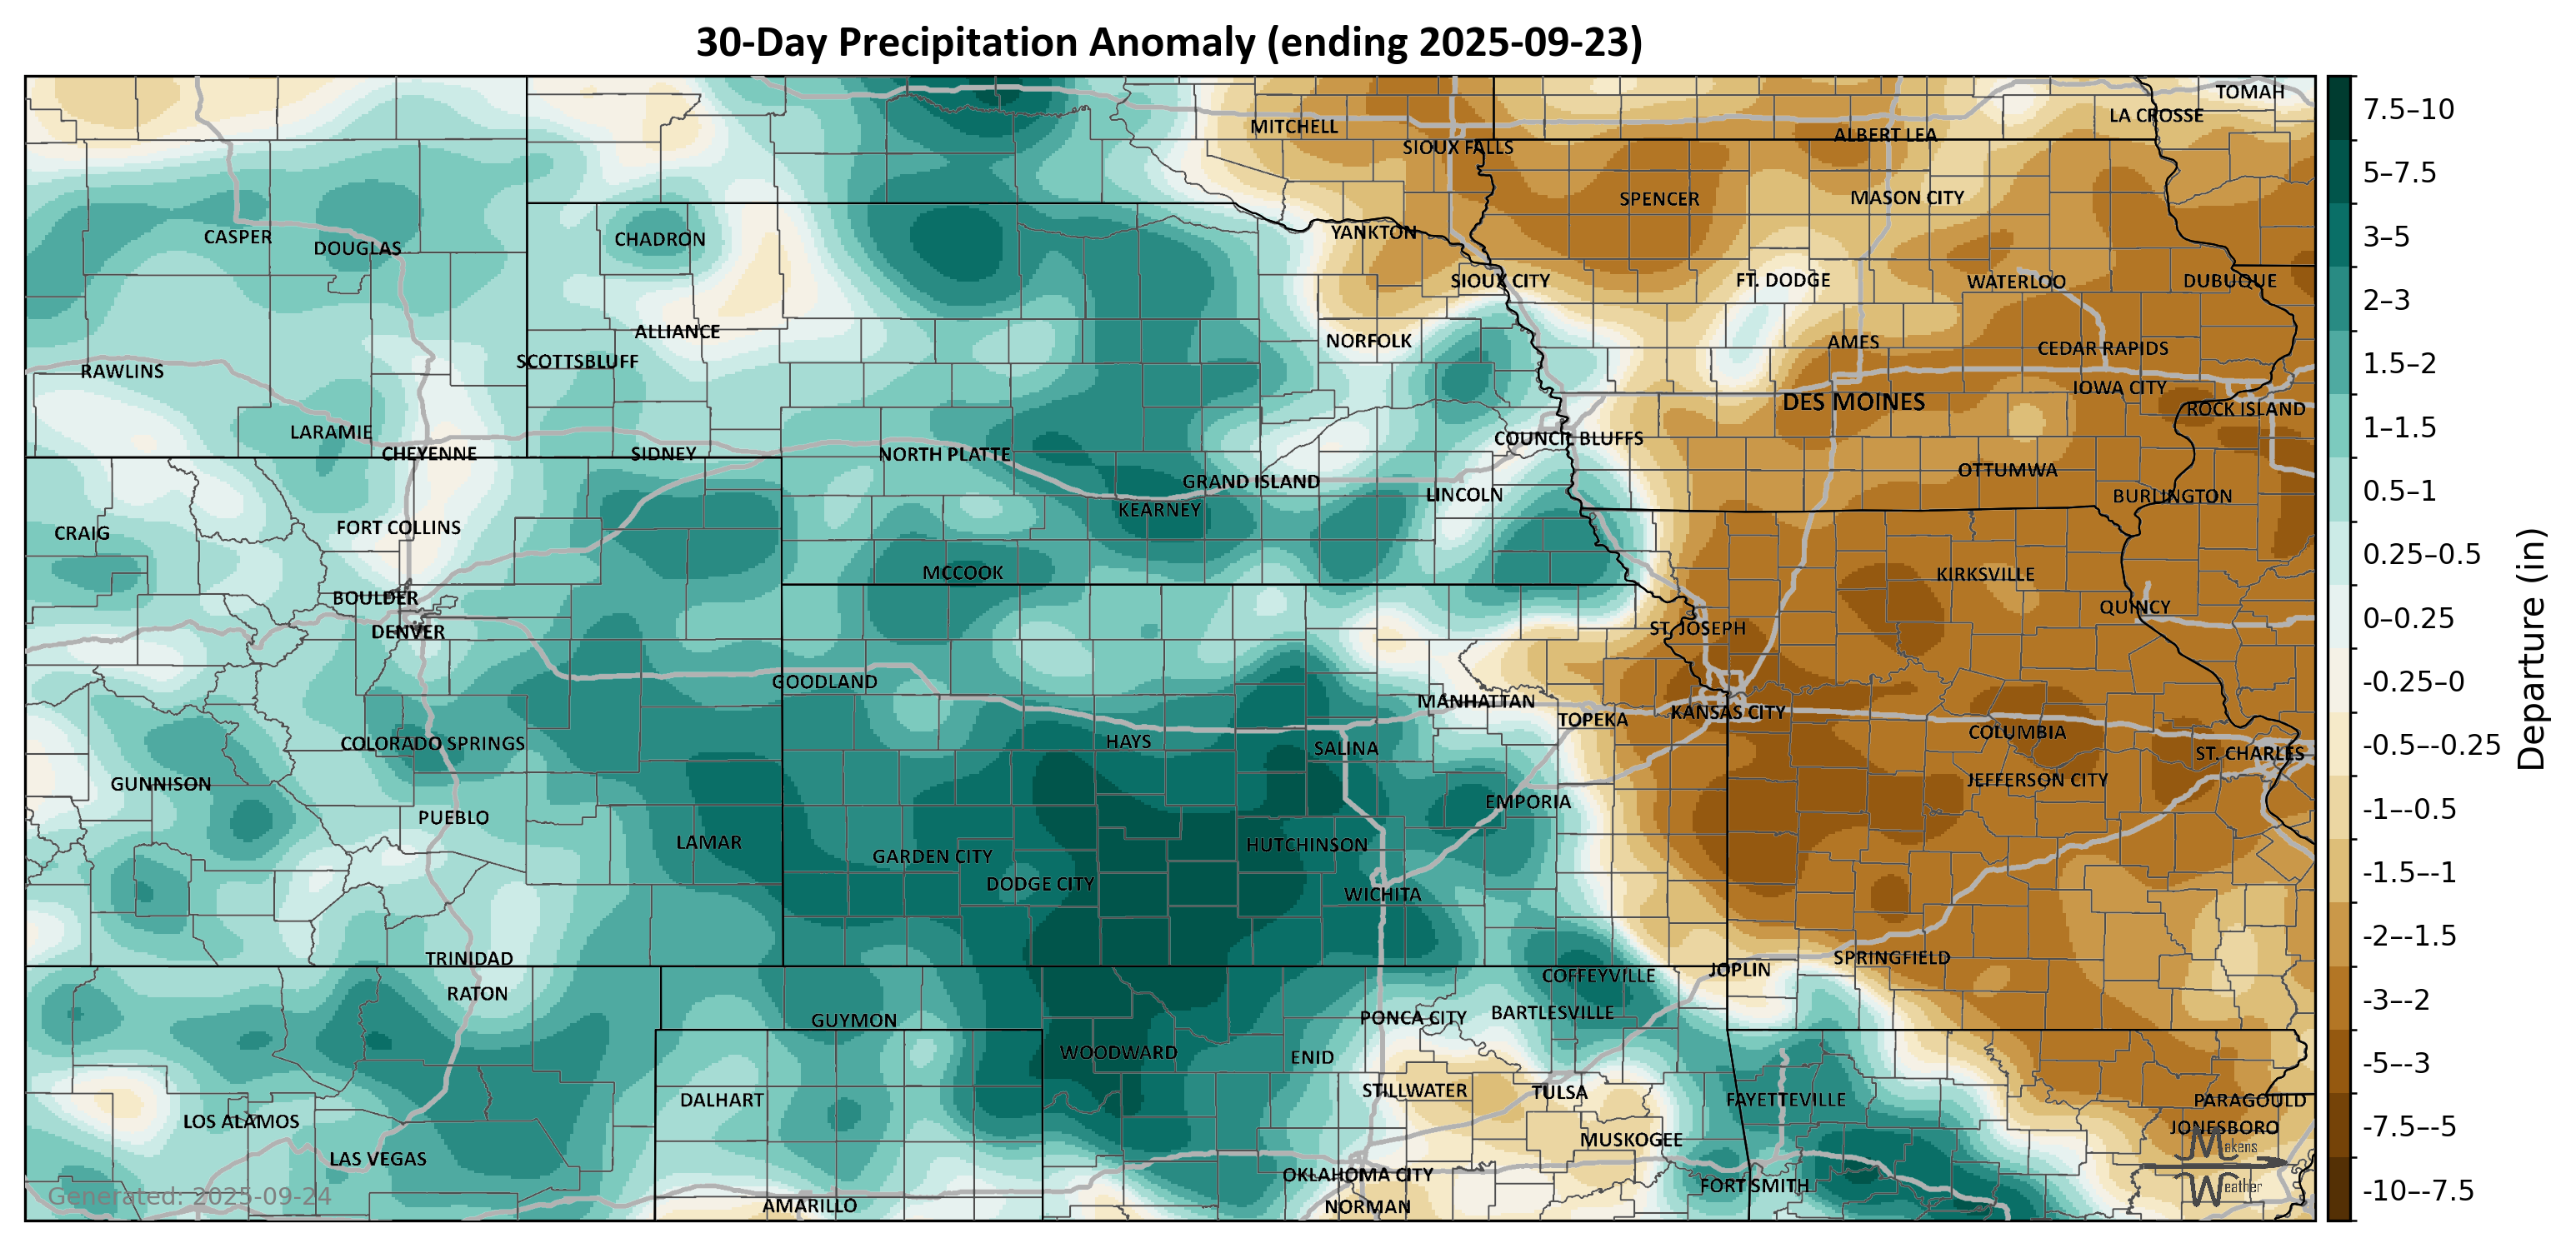 30-Day Precipitation Anomaly (ending 2025-09-23)
TOMAH
LA CROSSE
MITCHELL
ALBERT LEA
SIOUX FALLS
SPENCER
MASON CITY
YANKTON
CASPER
CHADRON
DOUGLAS
SIOUX CITY
FT. DODGE
WATERLOO
DUBUQUE
ALLIANCE
NORFOLK
AMES
CEDAR RAPIDS
SCOTTSBLUFF
RAWLINS
IOWA CITY
DES MOINES
ROCK ISLAND
LARAMIE
COUNCIL BLUFFS
CHEYENNE
SIDNEY
NORTH PLATTE
OTTUMWA
GRAND ISLAND
LINCOLN
BURLINGTON
KEARNEY
FORT COLLINS
CRAIG
MCCOOK
KIRKSVILLE
BOULDER
QUINCY
DENVER
ST. JOSEPH
GOODLAND
MANHATTAN
KANSAS CITY
TOPEKA
COLUMBIA
COLORADO SPRINGS
HAYS
SALINA
ST. CHARLES
GUNNISON
JEFFERSON CITY
EMPORIA
PUEBLO
LAMAR
HUTCHINSON
GARDEN CITY
DODGE CITY
WICHITA
TRINIDAD
SPRINGFIELD
JOPLIN
COFFEYVILLE
RATON
BARTLESVILLE
PONCA CITY
GUYMON
WOODWARD
ENID
STILLWATER
TULSA
DALHART
FAYETTEVILLE
PARAGOULD
LOS ALAMOS
JONESBORO
MUSKOGEE
LAS VEGAS
OKLAHOMA CITY
FORT SMITH
AMARILLO
NORMAN
Generated: 2025-09-24
Makens
Weather
7.5–10
5–7.5
3–5
2–3
1.5–2
1–1.5
0.5–1
0.25–0.5
0–0.25
-0.25–0
-0.5–-0.25
-1–-0.5
-1.5–-1
-2–-1.5
-3–-2
-5–-3
-7.5–-5
-10–-7.5
Departure (in)